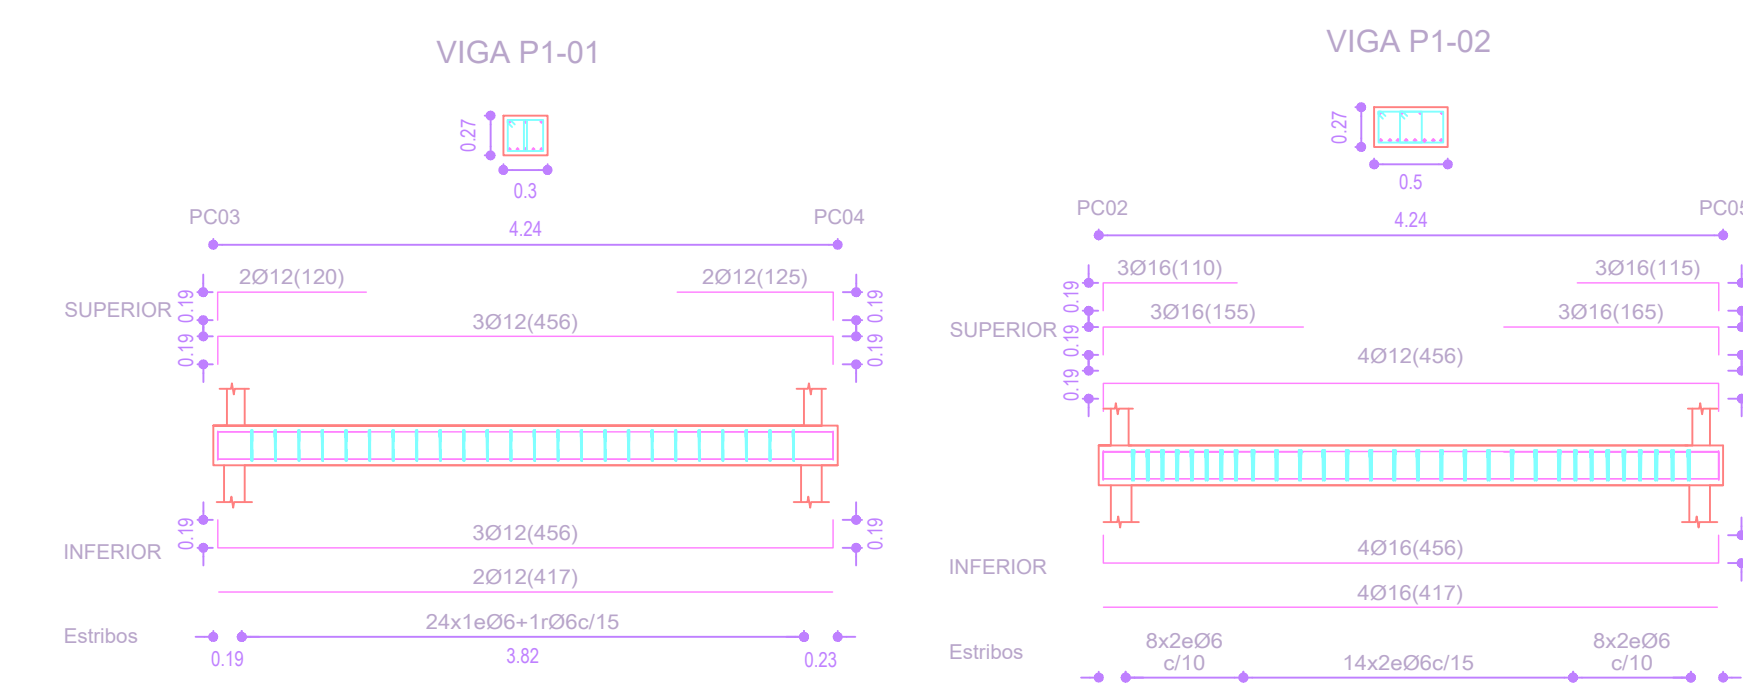 VIGA P1-01
0.27
0.3
PC03
PC04
4.24
2Ø12(120)
2Ø12(125)
SUPERIOR
0.19
0.19
3Ø12(456)
0.19
0.19
INFERIOR
0.19
0.19
3Ø12(456)
2Ø12(417)
Estribos
24x1eØ6+1rØ6c/15
0.19
3.82
0.23
VIGA P1-02
0.27
0.5
PC02
PC05
4.24
3Ø16(110)
3Ø16(115)
0.19
SUPERIOR
3Ø16(155)
3Ø16(165)
0.19
4Ø12(456)
0.19
INFERIOR
4Ø16(456)
4Ø16(417)
Estribos
8x2eØ6
c/10
14x2eØ6c/15
8x2eØ6
c/10